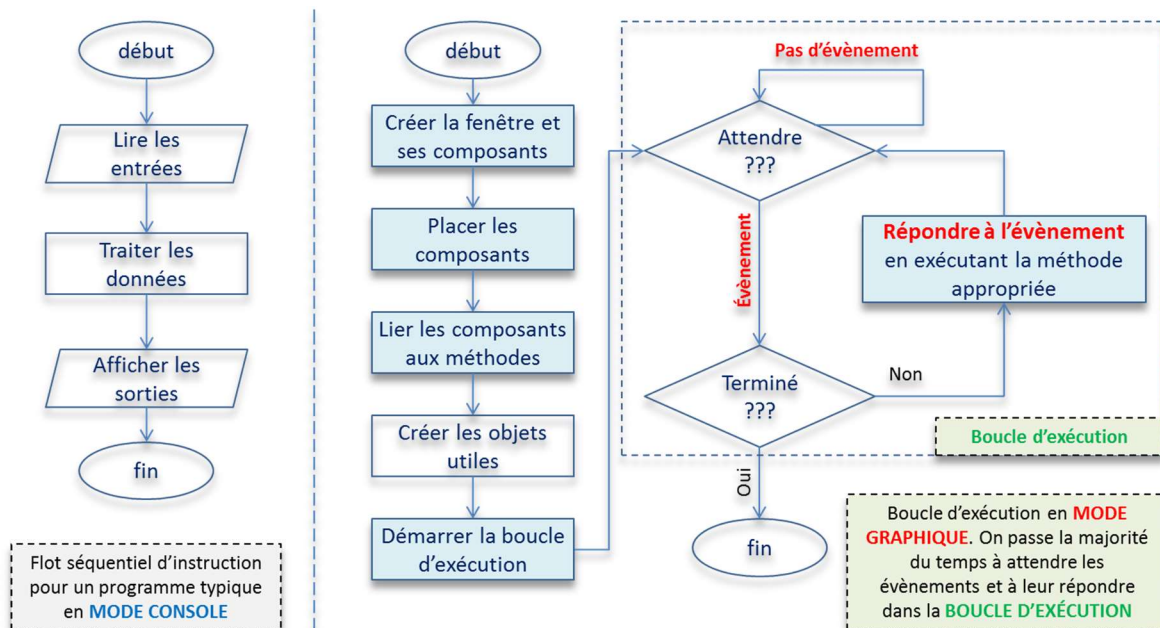 début
Lire les
entrées
Traiter les
données
Afficher les
sorties
fin
Flot séquentiel d'instruction
pour un programme typique
en MODE CONSOLE
début
Créer la fenêtre et
ses composants
Placer les
composants
Lier les composants
aux méthodes
Créer les objets
utiles
Démarrer la boucle
d'exécution
Pas d'évènement
Attendre
???
Évènement
Répondre à l'évènement
en exécutant la méthode
appropriée
Terminé
???
Non
Boucle d'exécution
Oui
fin
Boucle d'exécution en MODE
GRAPHIQUE. On passe la majorité
du temps à attendre les
évènements et à leur répondre
dans la BOUCLE D'EXÉCUTION